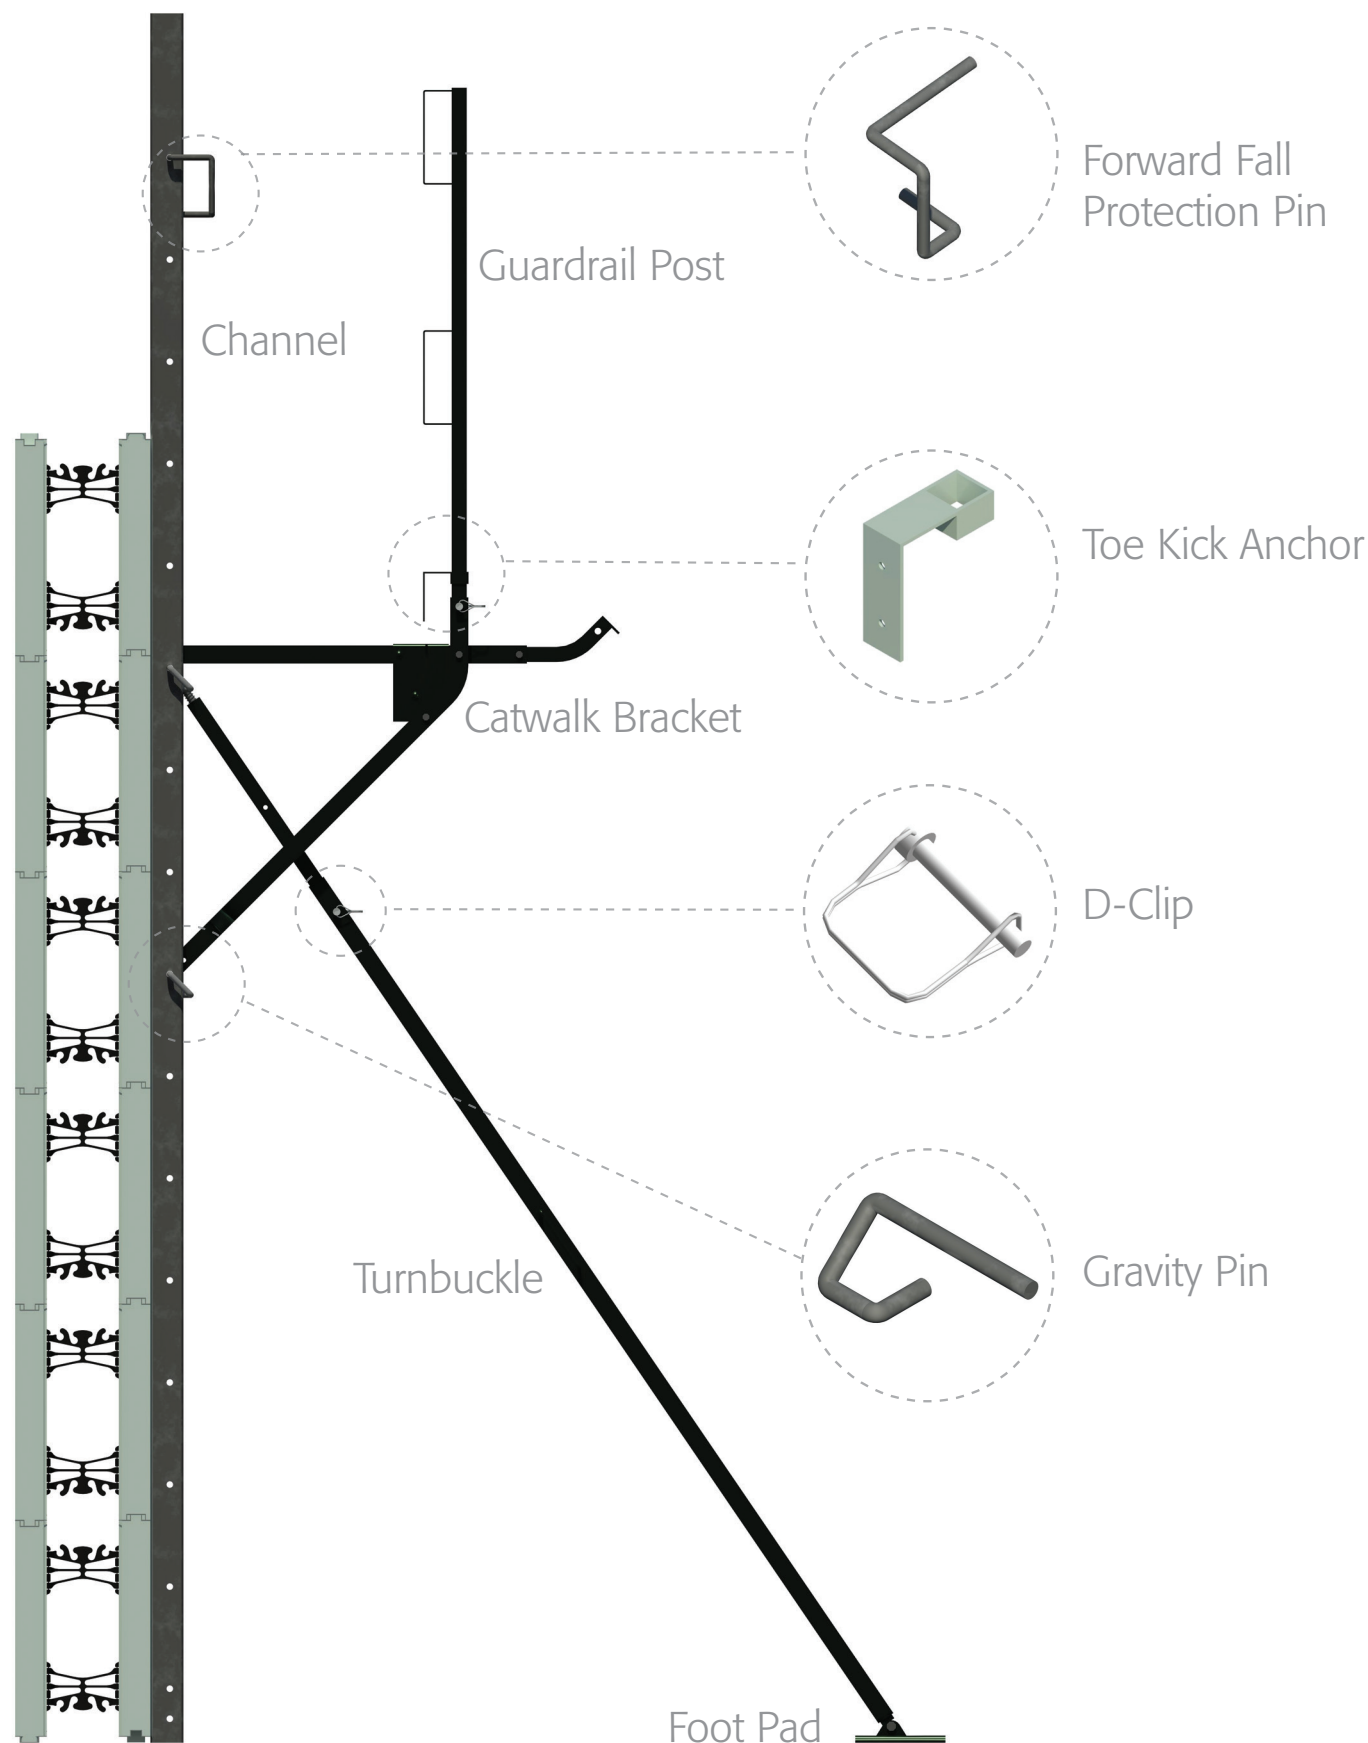 Forward Fall
Protection Pin
Guardrail Post
Channel
Toe Kick Anchor
Catwalk Bracket
D-Clip
Turnbuckle
Gravity Pin
Foot Pad